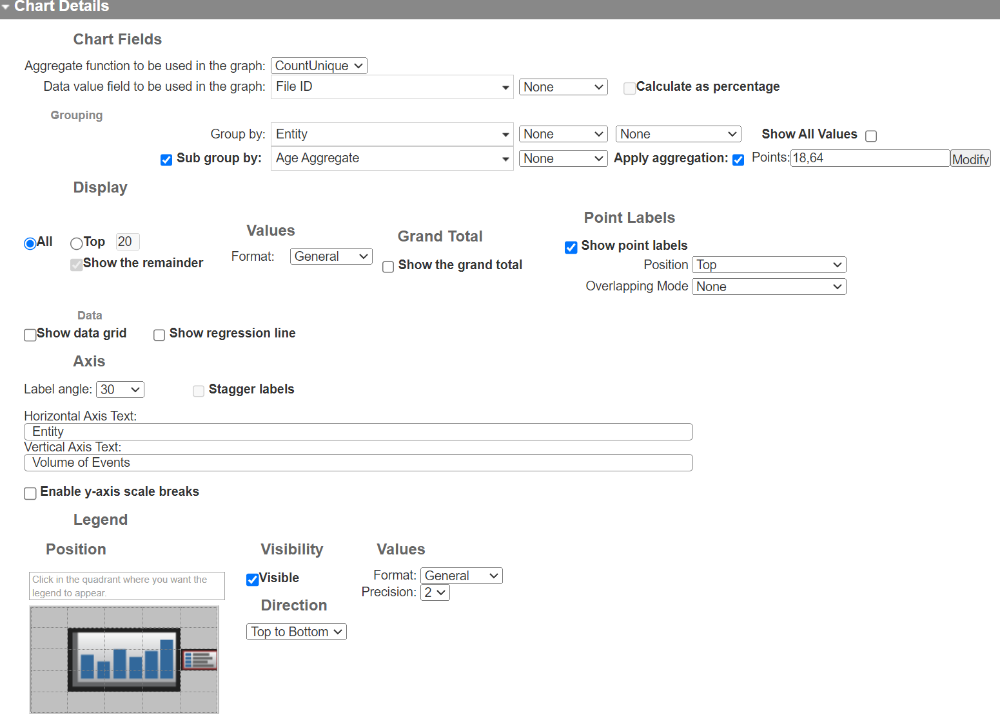 Chart Details
Chart Fields
Aggregate function to be used in the graph: CountUnique
Data value field to be used in the graph: File ID None Calculate as percentage
Grouping
Group by: Entity None None Show All Values
Sub group by: Age Aggregate None Apply aggregation: Points: 18,64 Modify
Display
Point Labels
Values
Grand Total
All Top 20
Show point labels
Format: General
Show the remainder
Show the grand total
Position Top
Overlapping Mode None
Data
Show data grid Show regression line
Axis
Label angle: 30 Stagger labels
Horizontal Axis Text:
Entity
Vertical Axis Text:
Volume of Events
Enable y-axis scale breaks
Legend
Position Visibility Values
Click in the quadrant where you want the
legend to appear.
Visible
Format: General
Precision: 2
Direction
Top to Bottom